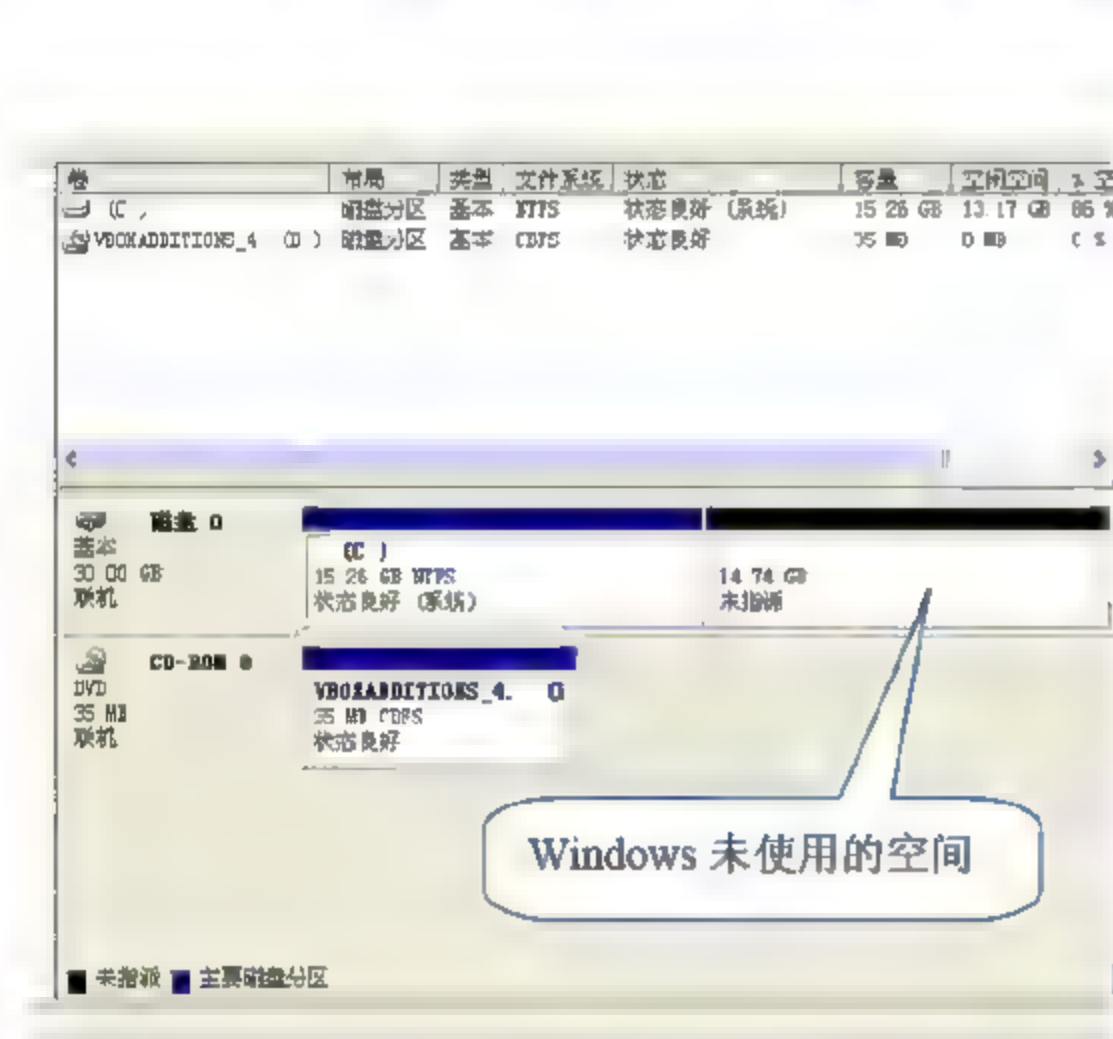 卷 布局 类型 文件系统 状态 容量 空闲空间 % 空
(C 磁盘分区 基本 NTFS 状态良好 (系统) 15.26 GB 13.17 GB 86 %
VBOXADDITIONS_4 (D ) 磁盘分区 基本 CDFS 状态良好 35 MB 0 MB 0 %
磁盘 0
基本
30.00 GB
联机
(C )
15.26 GB NTFS
状态良好 (系统)
14.74 GB
未指派
CD-ROM 0
DVD
35 MB
联机
VBOXADDITIONS_4. (D
35 MB CDFS
状态良好
Windows 未使用的空间
未指派 主要磁盘分区